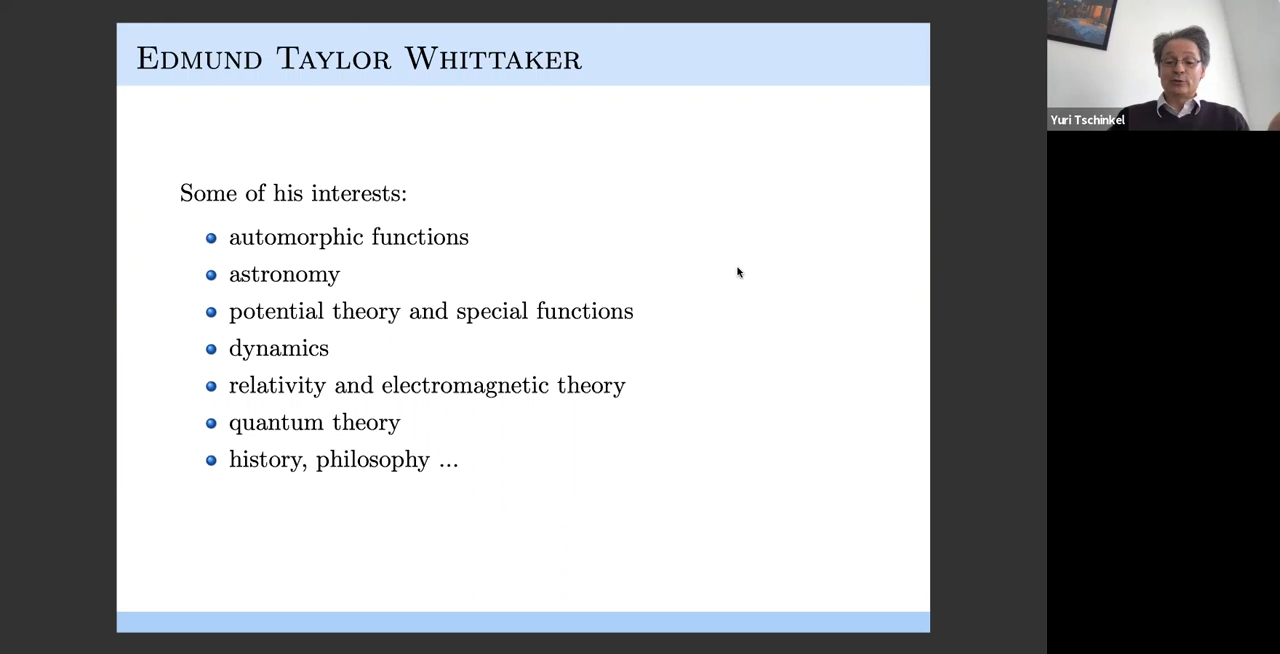 Edmund Taylor Whittaker
Some of his interests:
automorphic functions
astronomy
potential theory and special functions
dynamics
relativity and electromagnetic theory
quantum theory
history, philosophy ...
Yuri Tschinkel